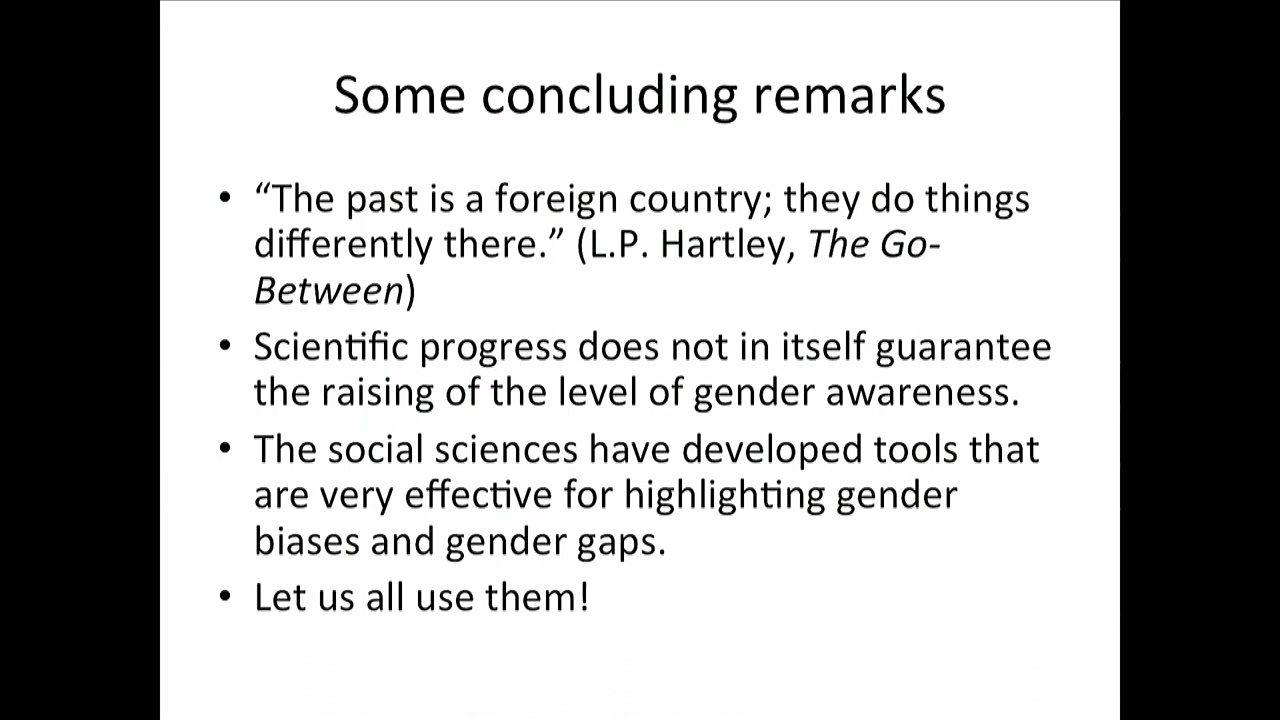 Some concluding remarks
• “The past is a foreign country; they do things
differently there.” (L.P. Hartley, The Go-
Between)
• Scientific progress does not in itself guarantee
the raising of the level of gender awareness.
• The social sciences have developed tools that
are very effective for highlighting gender
biases and gender gaps.
• Let us all use them!